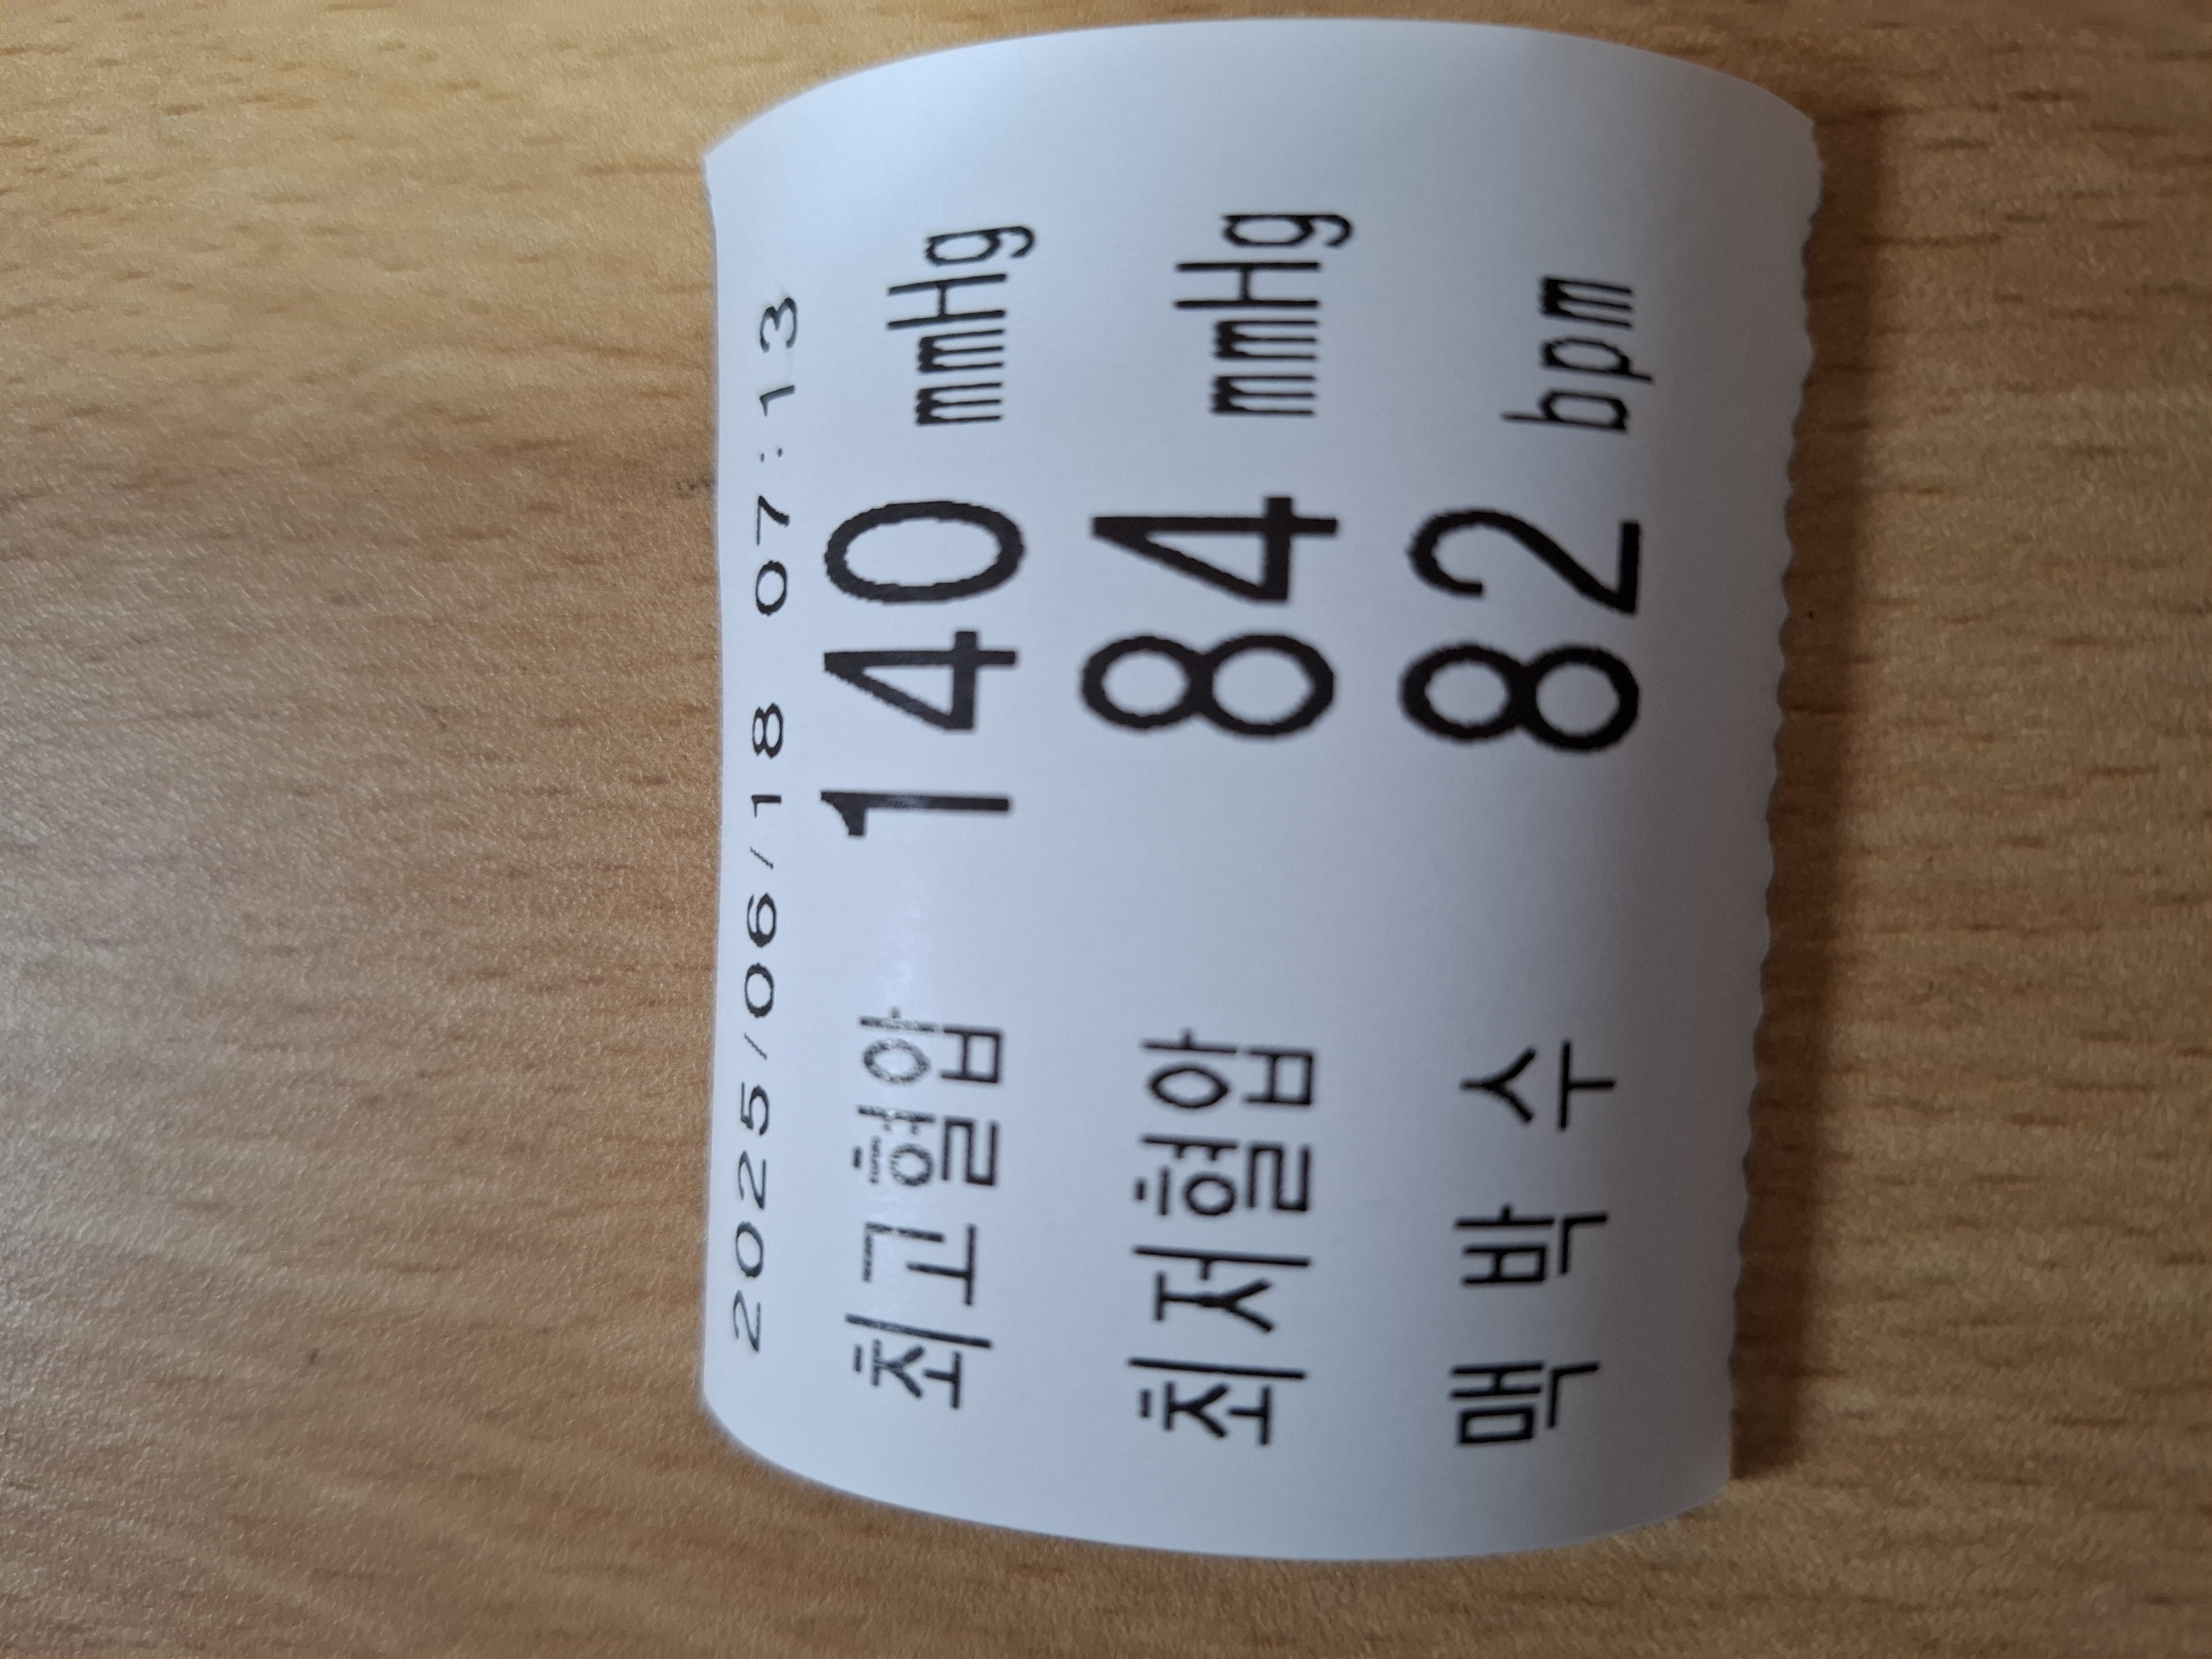 2025/06/18 07:13
최고혈압 140 mmHg
최저혈압 84 mmHg
맥 박 수 82 bpm